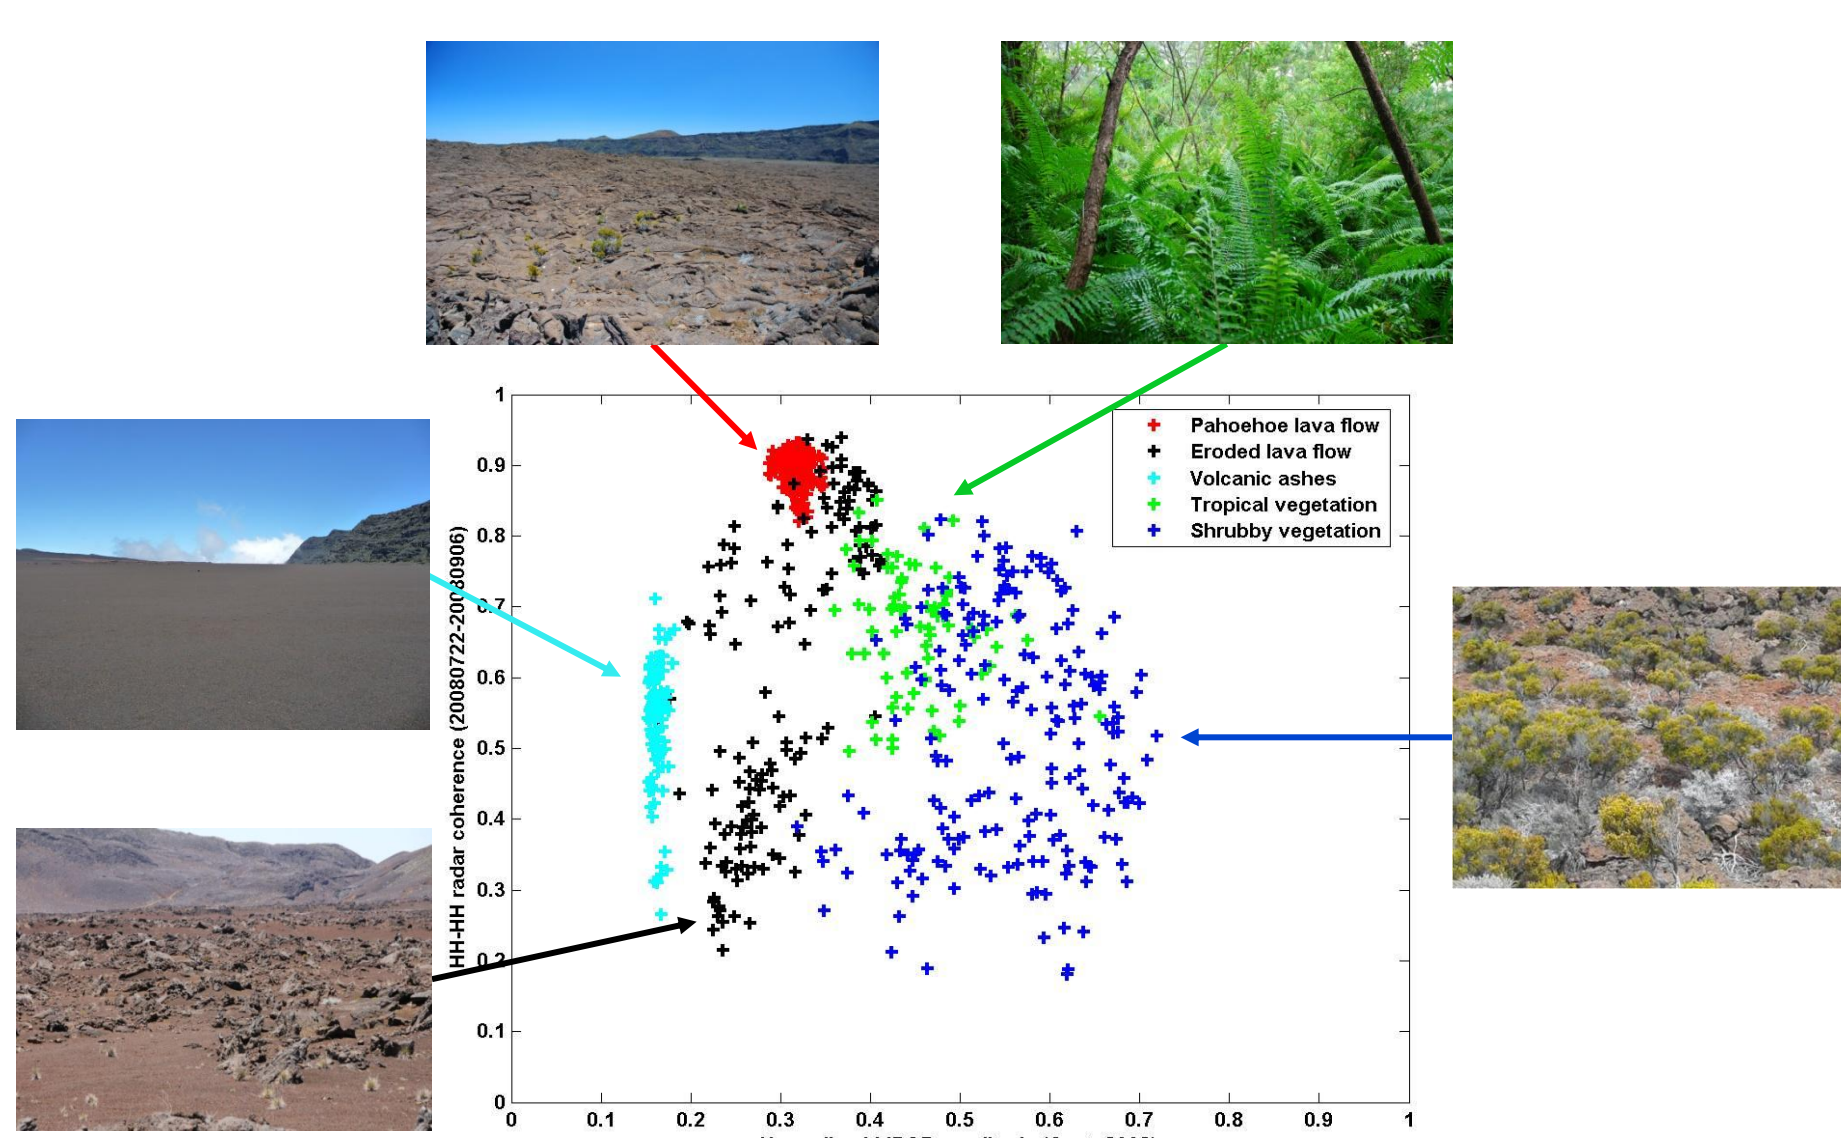 1
0.9
0.8
0.7
0.6
0.5
0.4
0.3
0.2
0.1
0
HH-HH radar coherence (20080722-20080906)
Pahoehoe lava flow
Eroded lava flow
Volcanic ashes
Tropical vegetation
Shrubby vegetation
0 0.1 0.2 0.3 0.4 0.5 0.6 0.7 0.8 0.9 1